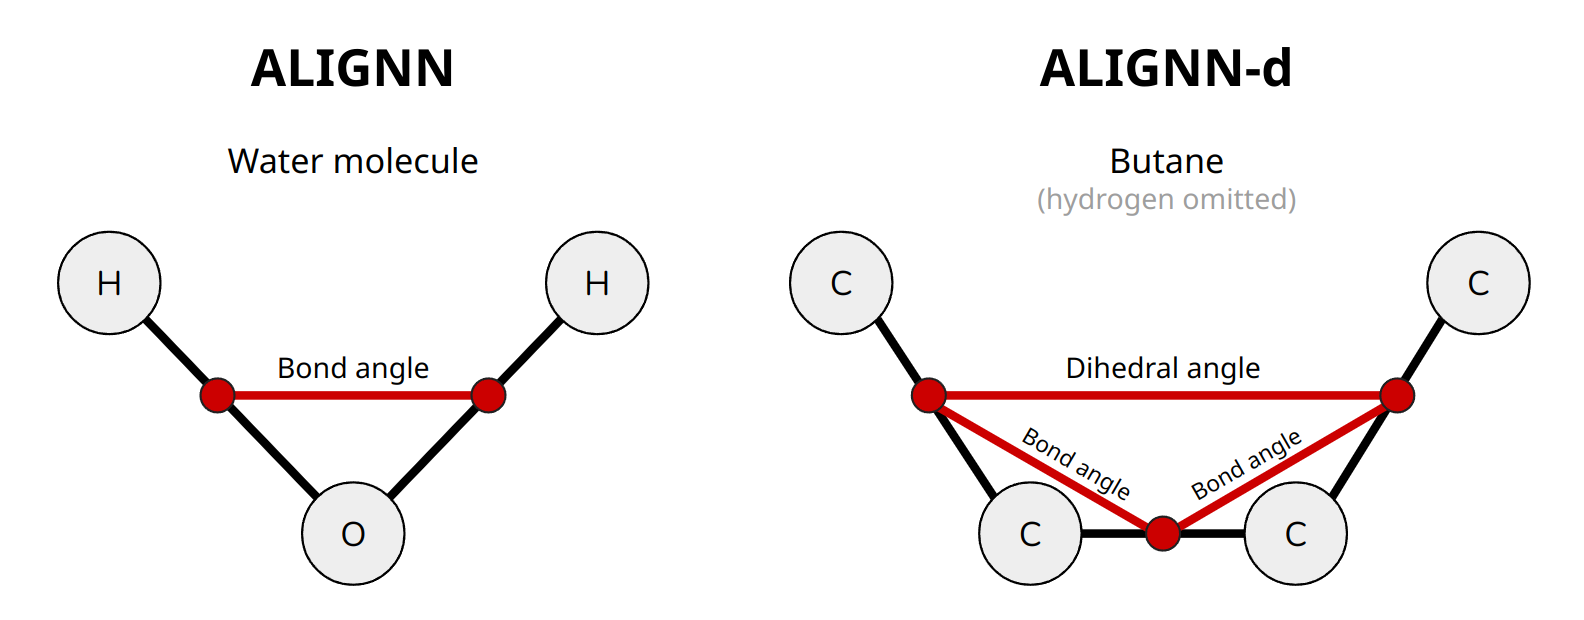 ALIGNN
Water molecule
H
H
Bond angle
O
ALIGNN-d
Butane
(hydrogen omitted)
C
C
Dihedral angle
Bond angle
Bond angle
C
C